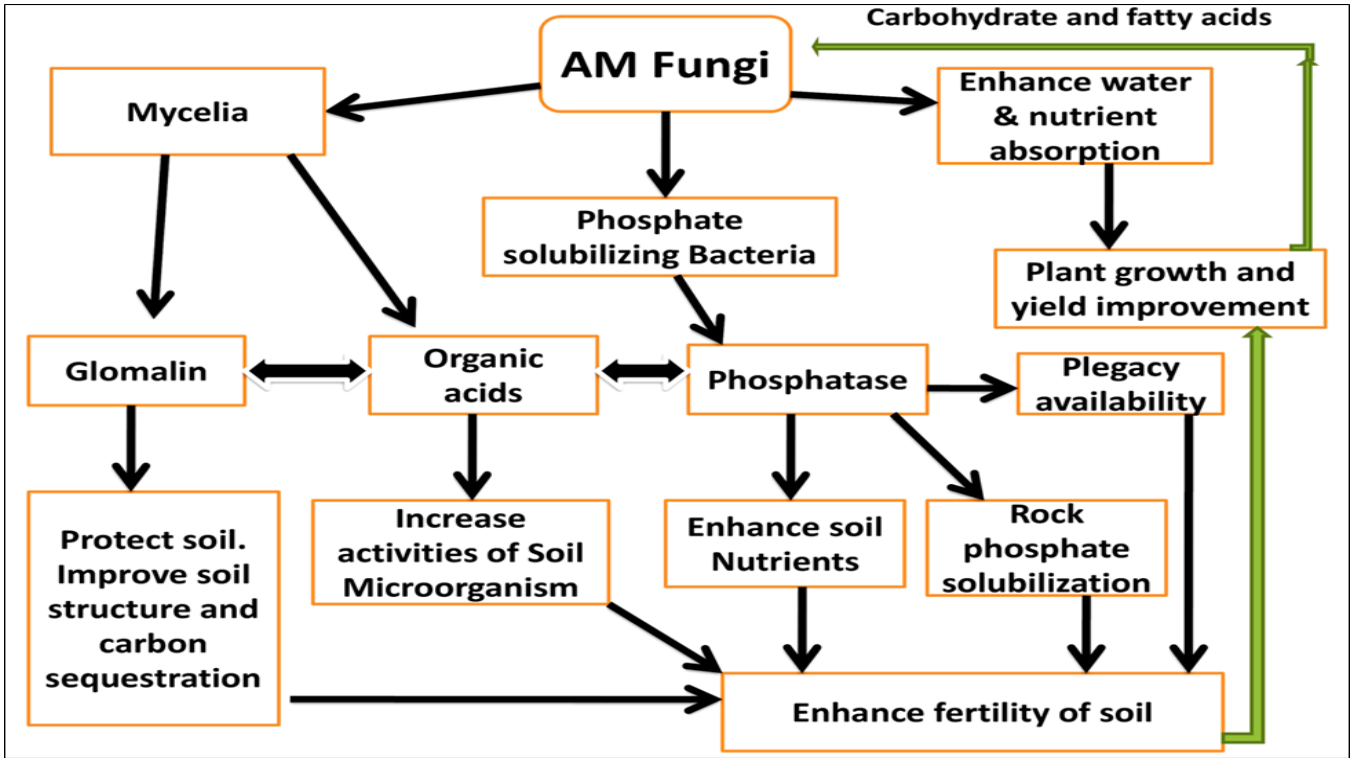 Carbohydrate and fatty acids
AM Fungi
Mycelia
Enhance water
& nutrient
absorption
Phosphate
solubilizing Bacteria
Plant growth and
yield improvement
Glomalin
Organic
acids
Phosphatase
Plegacy
availability
Protect soil.
Improve soil
structure and
carbon
sequestration
Increase
activities of Soil
Microorganism
Enhance soil
Nutrients
Rock
phosphate
solubilization
Enhance fertility of soil